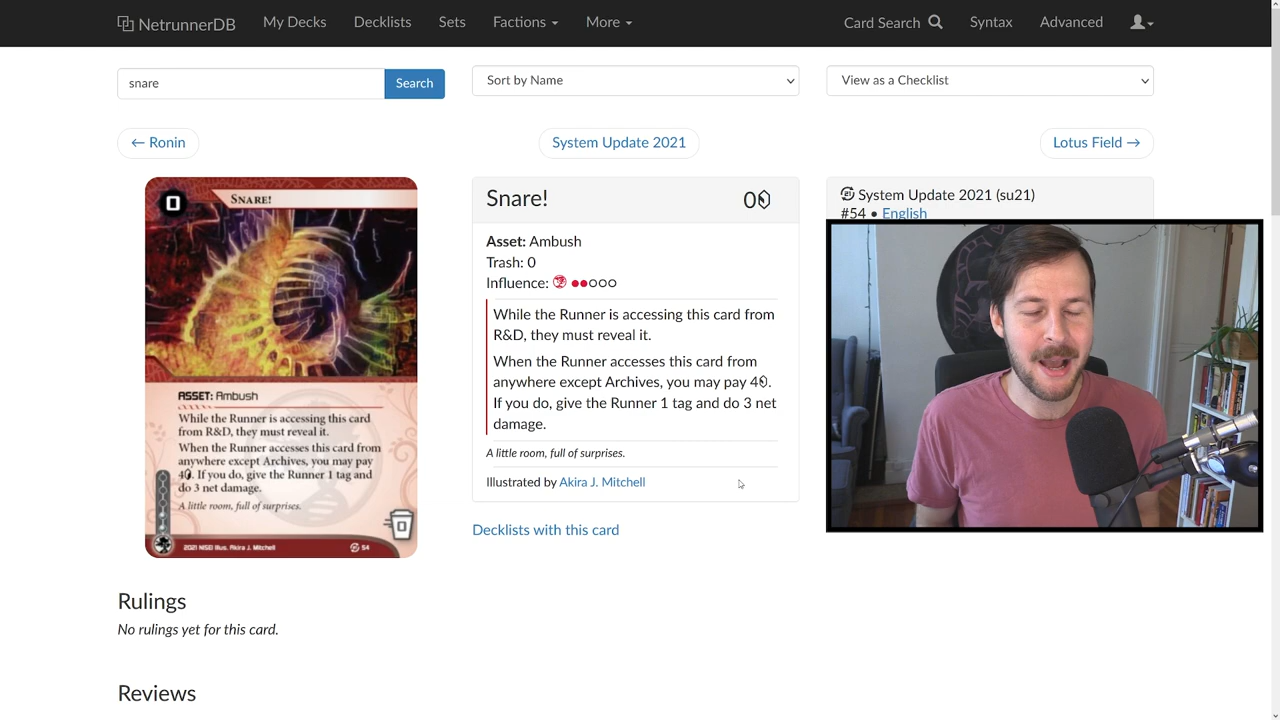 NetrunnerDB My Decks Decklists Sets Factions More Card Search Syntax Advanced
snare Search Sort by Name View as a Checklist
← Ronin System Update 2021 Lotus Field →
0 SNARE!
ASSET: Ambush
While the Runner is accessing this card
from R&D, they must reveal it.
When the Runner accesses this card from
anywhere except Archives, you may pay
4. If you do, give the Runner 1 tag and
do 3 net damage.
A little room, full of surprises.
0
2021 NISEI Illus. Akira J. Mitchell 54
Snare! 0
Asset: Ambush
Trash: 0
Influence:
While the Runner is accessing this card from
R&D, they must reveal it.
When the Runner accesses this card from
anywhere except Archives, you may pay 4.
If you do, give the Runner 1 tag and do 3 net
damage.
A little room, full of surprises.
Illustrated by Akira J. Mitchell
Decklists with this card
System Update 2021 (su21)
#54 • English
Rulings
No rulings yet for this card.
Reviews